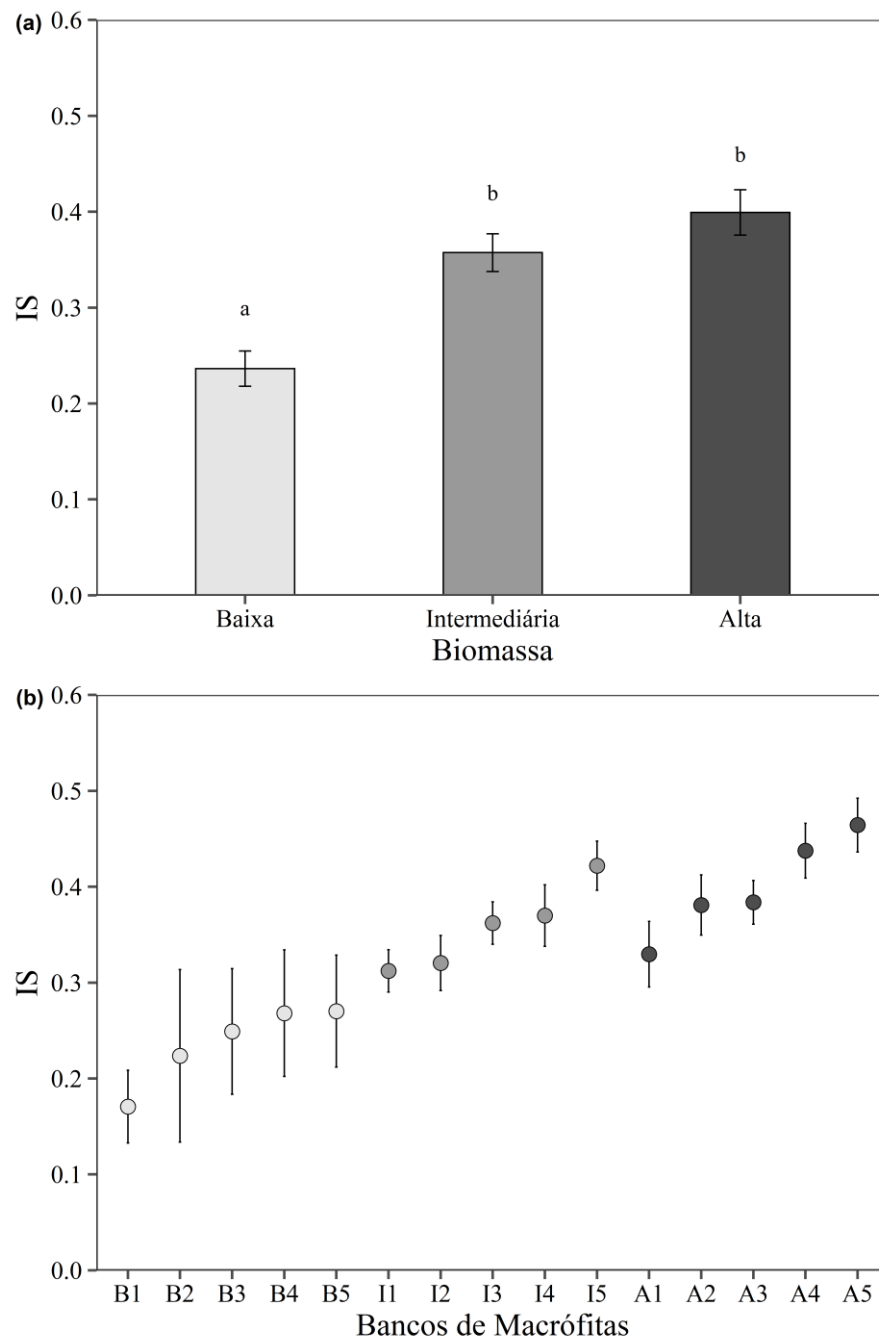 (a)
0.6
0.5
0.4
0.3
0.2
0.1
0.0
IS
a
b
b
Baixa Intermediária Alta
Biomassa
(b)
0.6
0.5
0.4
0.3
0.2
0.1
0.0
IS
B1 B2 B3 B4 B5 I1 I2 I3 I4 I5 A1 A2 A3 A4 A5
Bancos de Macrófitas